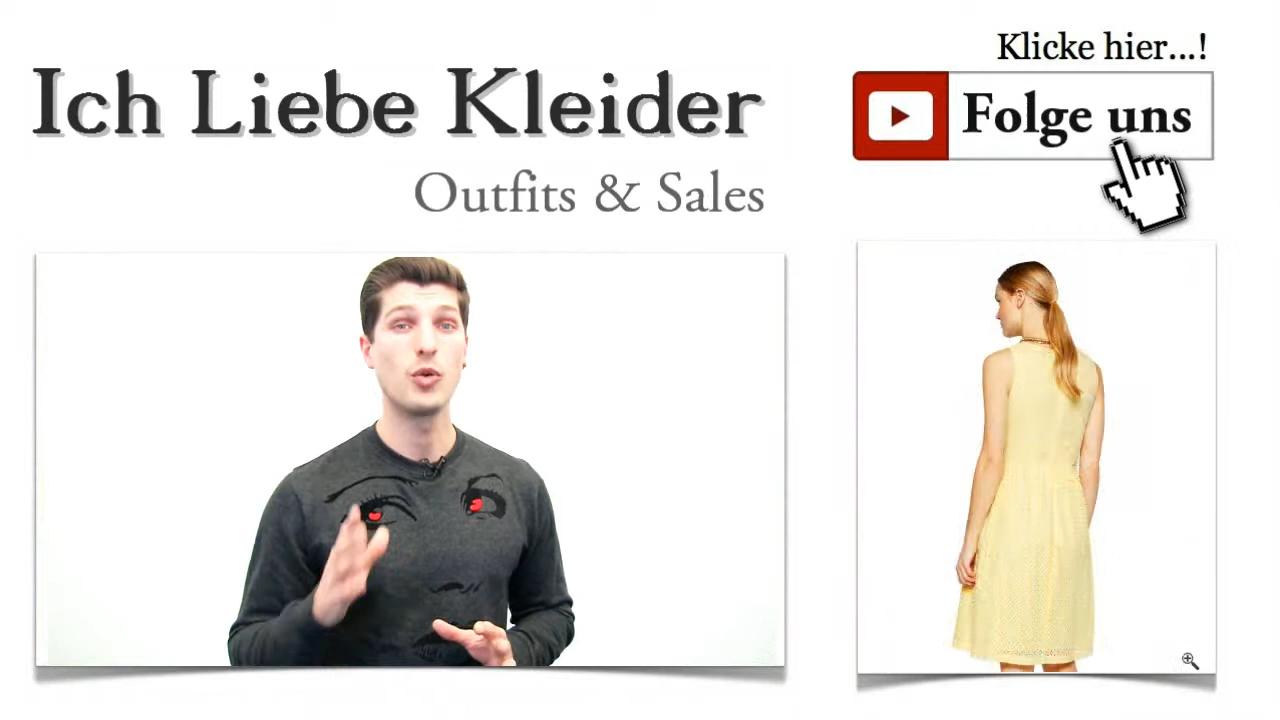 Ich Liebe Kleider
Outfits & Sales
Klicke hier...!
Folge uns